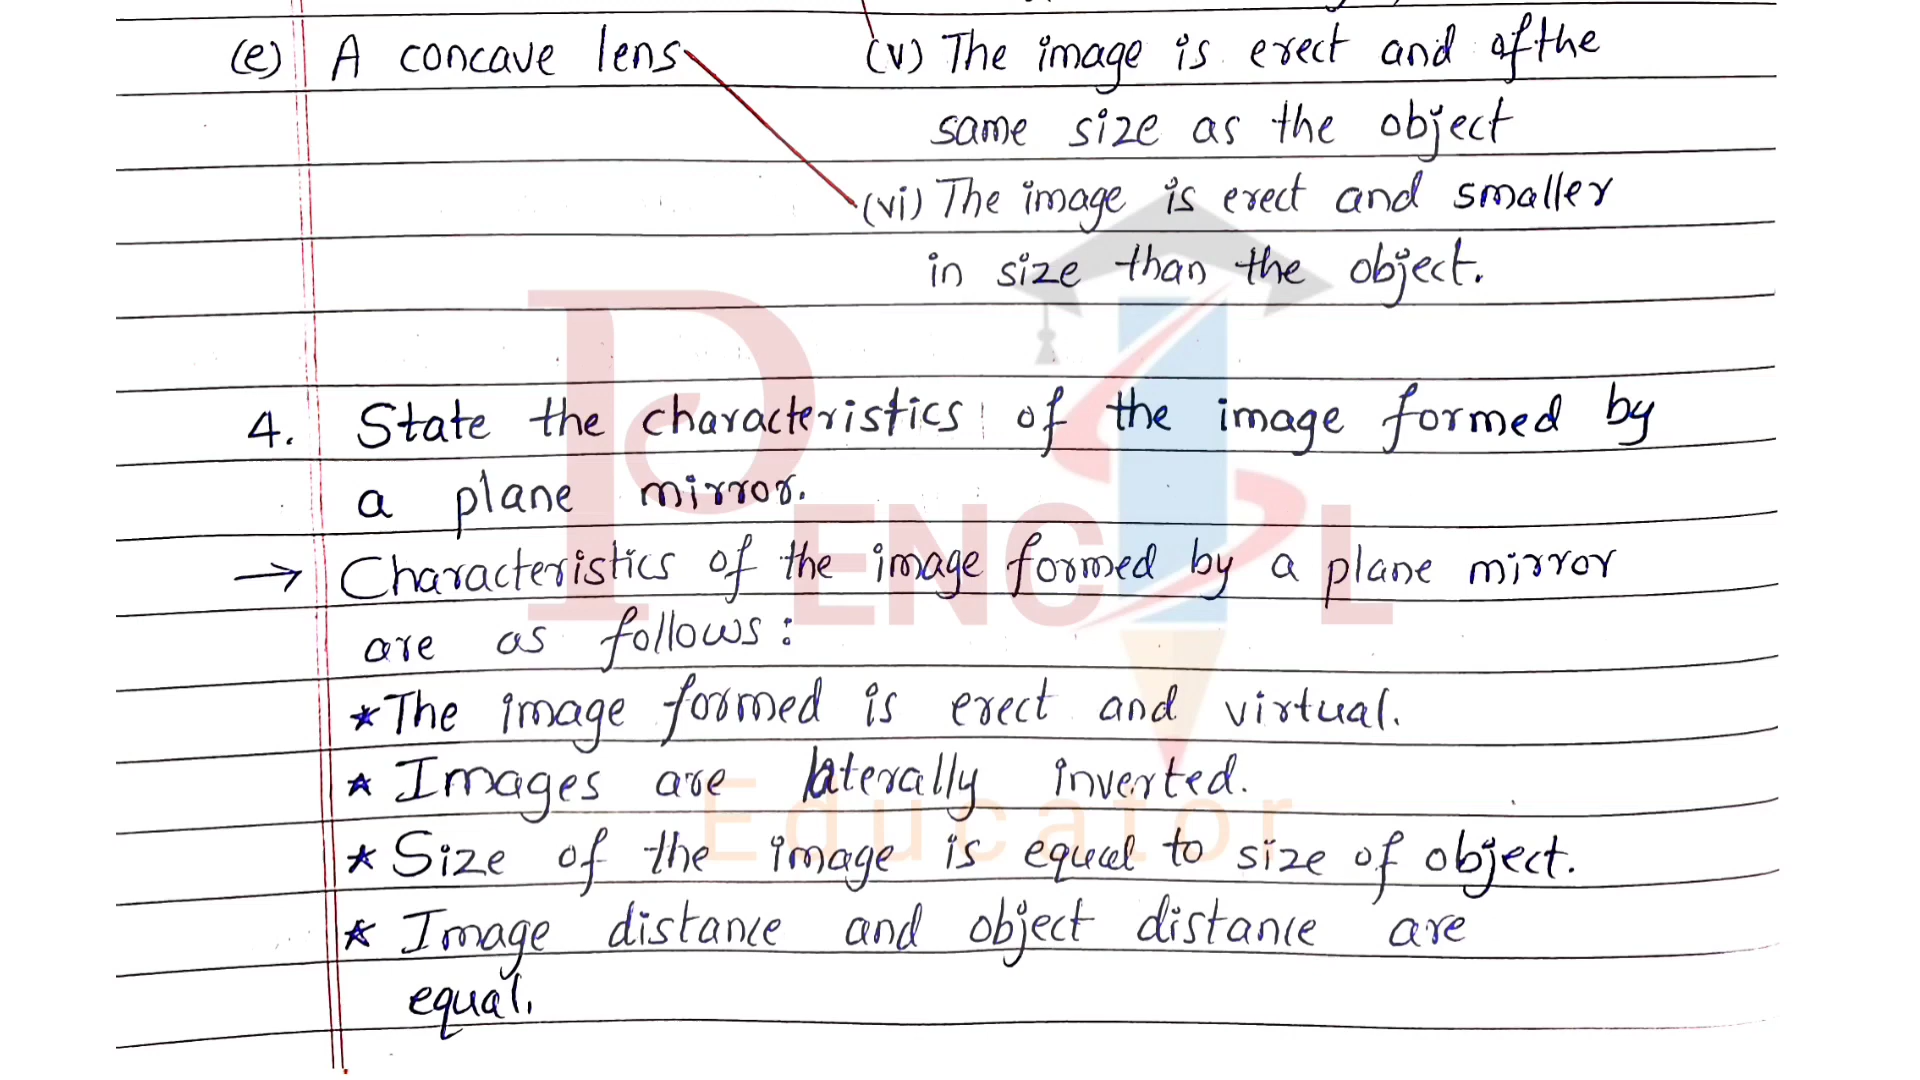 (e) A concave lens (v) The image is erect and of the
same size as the object
(vi) The image is erect and smaller
in size than the object.
4. State the characteristics of the image formed by
a plane mirror.
→ Characteristics of the image formed by a plane mirror
are as follows:
* The image formed is erect and virtual.
* Images are laterally inverted.
* Size of the image is equal to size of object.
* Image distance and object distance are
equal.
PENCIL
Educator